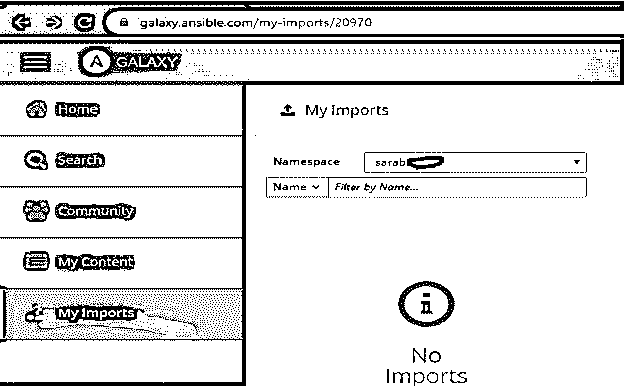 galaxy.ansible.com/my-imports/20970
A GALAXY
Home
Search
Community
My Content
My Imports
My Imports
Namespace sarab
Name Filter by Name...
No
Imports